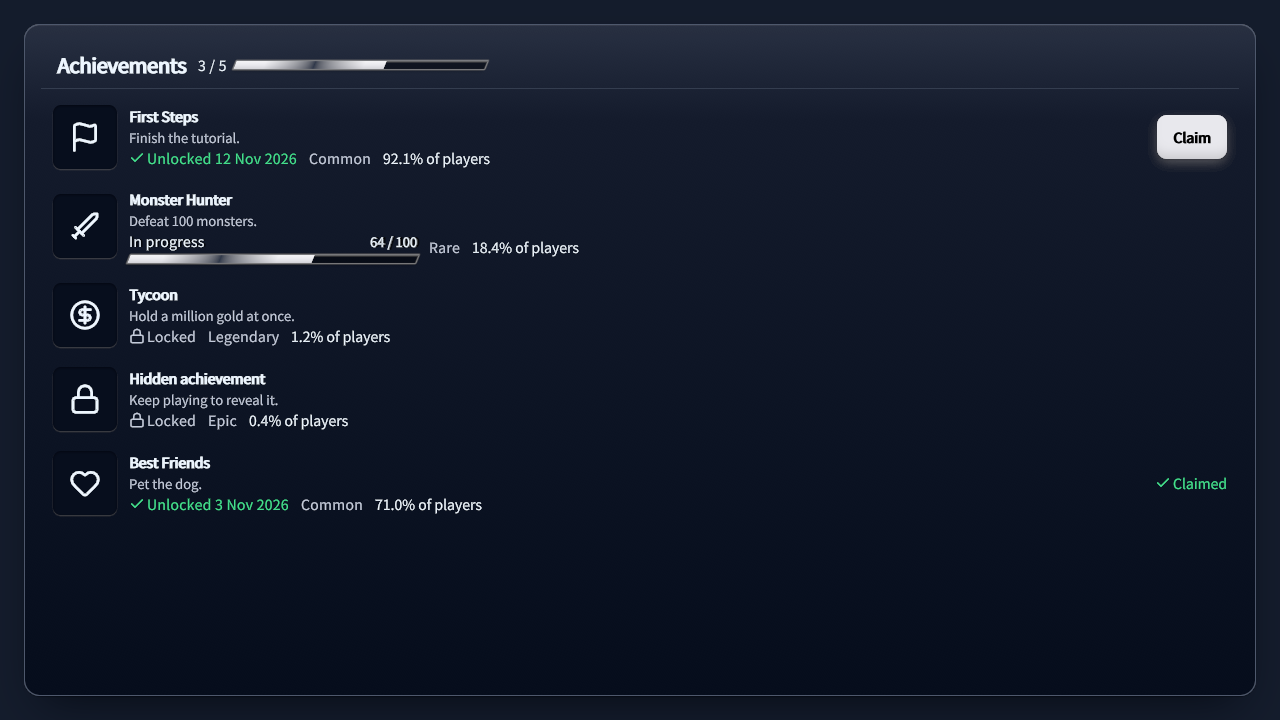 Achievements 3 / 5
First Steps
Finish the tutorial.
Unlocked 12 Nov 2026 Common 92.1% of players
Claim
Monster Hunter
Defeat 100 monsters.
In progress 64 / 100
Rare 18.4% of players
Tycoon
Hold a million gold at once.
Locked Legendary 1.2% of players
Hidden achievement
Keep playing to reveal it.
Locked Epic 0.4% of players
Best Friends
Pet the dog.
Unlocked 3 Nov 2026 Common 71.0% of players
Claimed